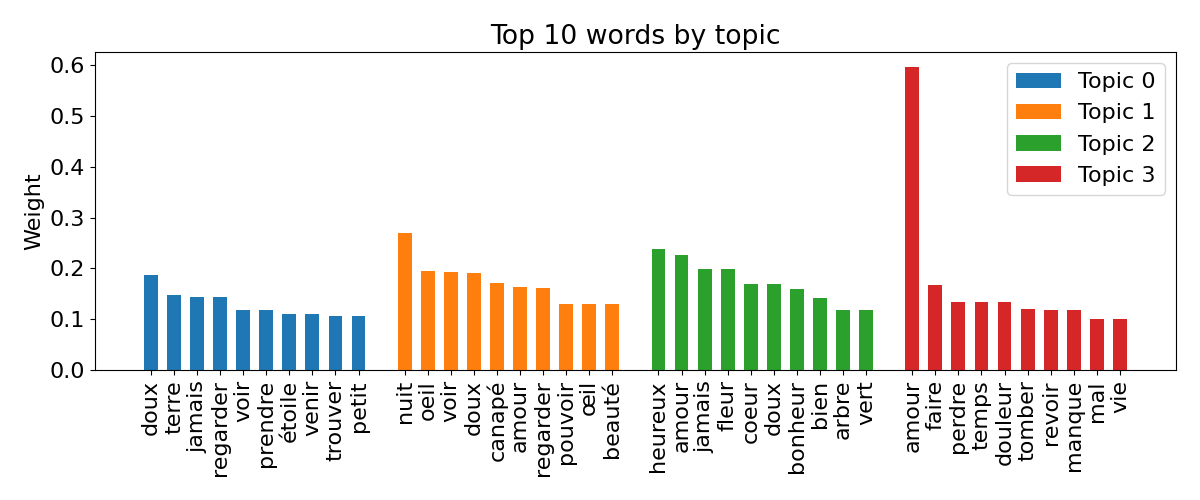 Top 10 words by topic
Weight
0.6
0.5
0.4
0.3
0.2
0.1
0.0
Topic 0
Topic 1
Topic 2
Topic 3
doux
terre
jamais
regarder
voir
prendre
étoile
venir
trouver
petit
nuit
oeil
voir
doux
canapé
amour
regarder
pouvoir
œil
beauté
heureux
amour
jamais
fleur
coeur
doux
bonheur
bien
arbre
vert
amour
faire
perdre
temps
douleur
tomber
revoir
manque
mal
vie